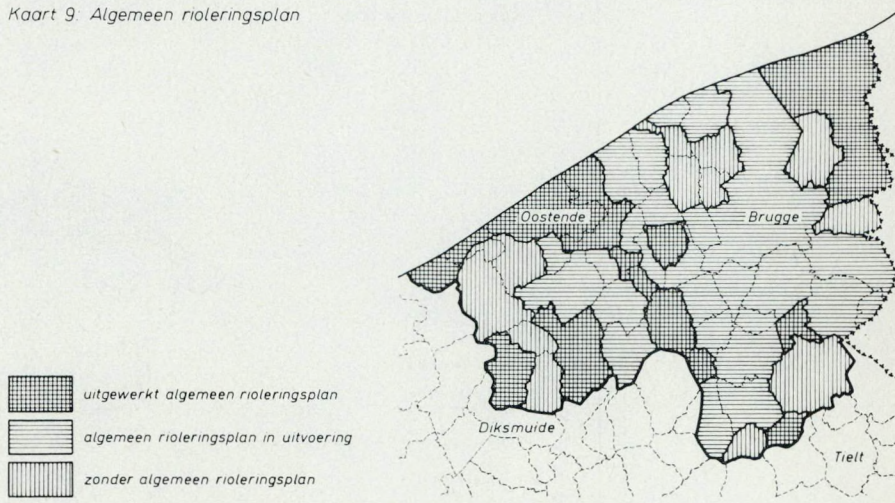 Kaart 9: Algemeen rioleringsplan
Oostende
Brugge
uitgewerkt algemeen rioleringsplan
algemeen rioleringsplan in uitvoering
Diksmuide
Tielt
zonder algemeen rioleringsplan